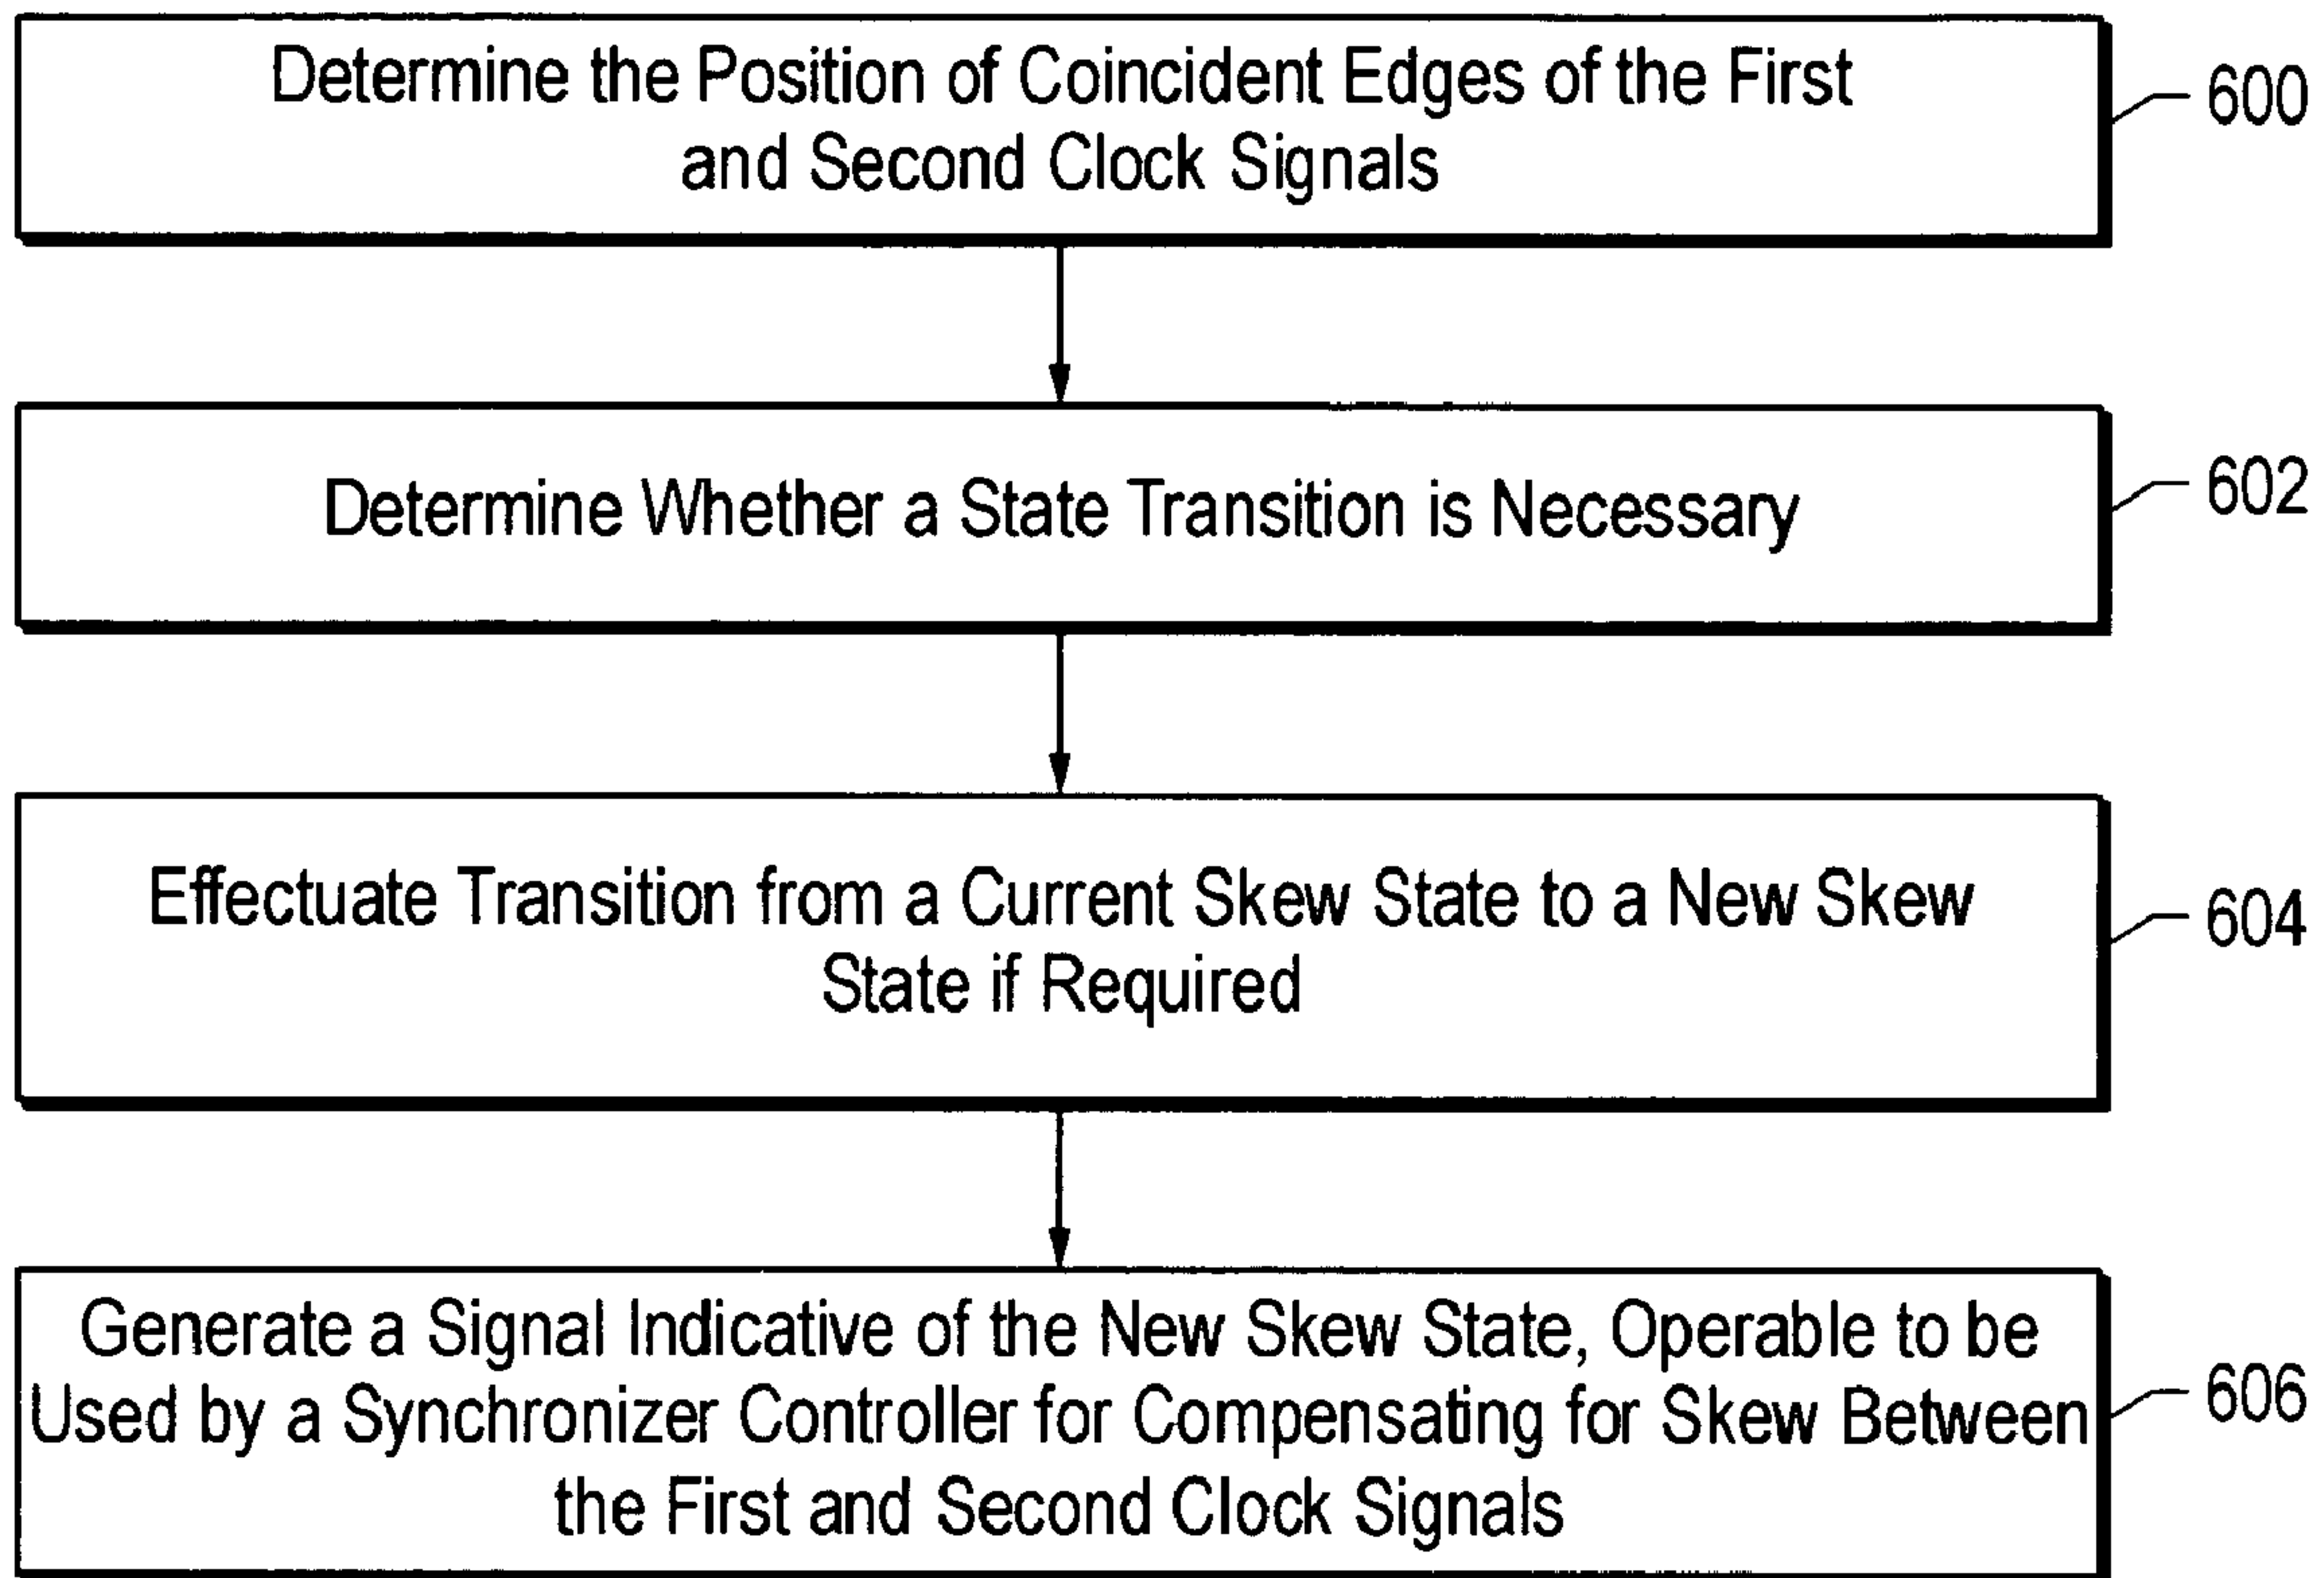 Determine the Position of Coincident Edges of the First
and Second Clock Signals
600
Determine Whether a State Transition is Necessary
602
Effectuate Transition from a Current Skew State to a New Skew
State if Required
604
Generate a Signal Indicative of the New Skew State, Operable to be
Used by a Synchronizer Controller for Compensating for Skew Between
the First and Second Clock Signals
606